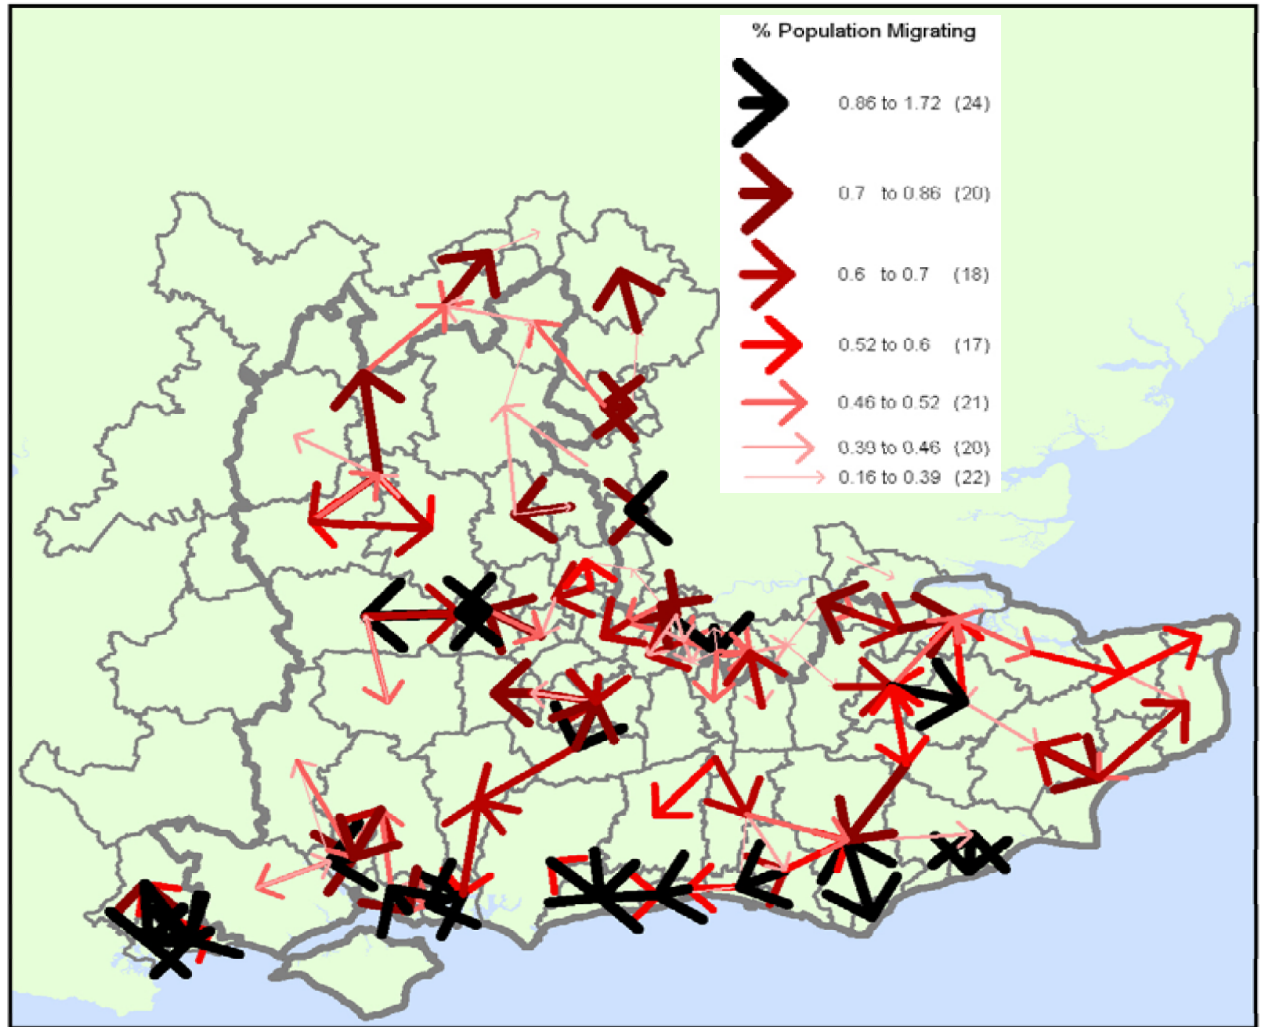 % Population Migrating
0.86 to 1.72 (24)
0.7 to 0.86 (20)
0.6 to 0.7 (18)
0.52 to 0.6 (17)
0.46 to 0.52 (21)
0.39 to 0.46 (20)
0.16 to 0.39 (22)